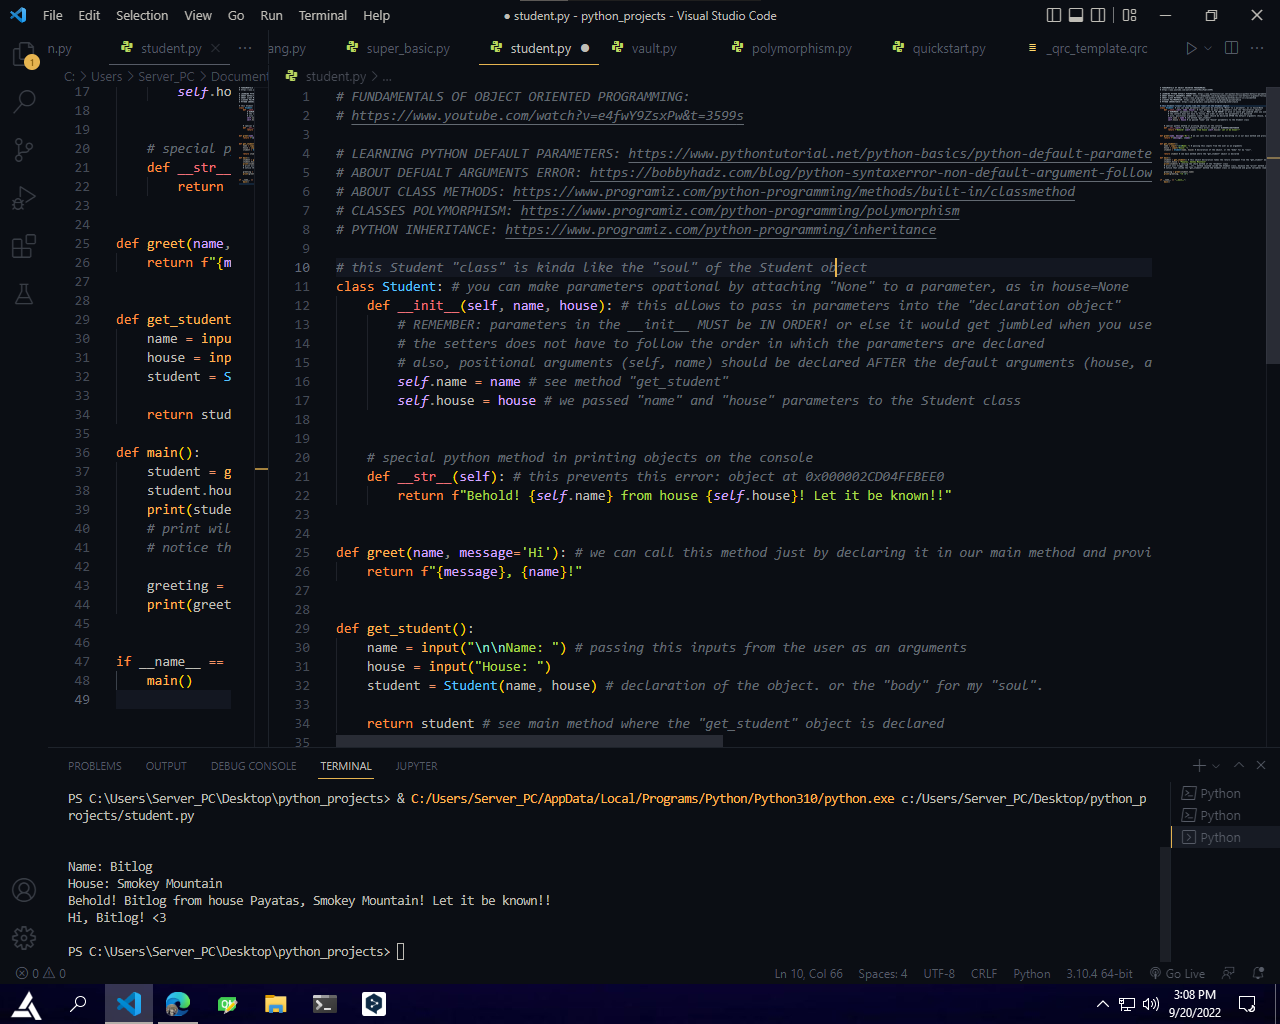 File Edit Selection View Go Run Terminal Help
● student.py - python_projects - Visual Studio Code
n.py student.py × ··· ang.py super_basic.py student.py ● vault.py polymorphism.py quickstart.py _qrc_template.qrc
C: > Users > Server_PC > Document
student.py > ...
1
17 self.ho
18
19
20 # special p
21 def __str__
22 return
23
24
25 def greet(name,
26 return f"{m
27
28
29 def get_student
30 name = inpu
31 house = inp
32 student = S
33
34 return stud
35
36 def main():
37 student = g
38 student.hou
39 print(stude
40 # print wil
41 # notice th
42
43 greeting =
44 print(greet
45
46
47 if __name__ ==
48 main()
49
1 # FUNDAMENTALS OF OBJECT ORIENTED PROGRAMMING:
2 # https://www.youtube.com/watch?v=e4fwY9ZsxPw&t=3599s
3
4 # LEARNING PYTHON DEFAULT PARAMETERS: https://www.pythontutorial.net/python-basics/python-default-paramete
5 # ABOUT DEFUALT ARGUMENTS ERROR: https://bobbyhadz.com/blog/python-syntaxerror-non-default-argument-follow
6 # ABOUT CLASS METHODS: https://www.programiz.com/python-programming/methods/built-in/classmethod
7 # CLASSES POLYMORPHISM: https://www.programiz.com/python-programming/polymorphism
8 # PYTHON INHERITANCE: https://www.programiz.com/python-programming/inheritance
9
10 # this Student "class" is kinda like the "soul" of the Student object
11 class Student: # you can make parameters opational by attaching "None" to a parameter, as in house=None
12 def __init__(self, name, house): # this allows to pass in parameters into the "declaration object"
13 # REMEMBER: parameters in the __init__ MUST be IN ORDER! or else it would get jumbled when you use
14 # the setters does not have to follow the order in which the parameters are declared
15 # also, positional arguments (self, name) should be declared AFTER the default arguments (house, a
16 self.name = name # see method "get_student"
17 self.house = house # we passed "name" and "house" parameters to the Student class
18
19
20 # special python method in printing objects on the console
21 def __str__(self): # this prevents this error: object at 0x000002CD04FEBEE0
22 return f"Behold! {self.name} from house {self.house}! Let it be known!!"
23
24
25 def greet(name, message='Hi'): # we can call this method just by declaring it in our main method and provi
26 return f"{message}, {name}!"
27
28
29 def get_student():
30 name = input("\n\nName: ") # passing this inputs from the user as an arguments
31 house = input("House: ")
32 student = Student(name, house) # declaration of the object. or the "body" for my "soul".
33
34 return student # see main method where the "get_student" object is declared
35
PROBLEMS OUTPUT DEBUG CONSOLE TERMINAL JUPYTER
PS C:\Users\Server_PC\Desktop\python_projects> & C:/Users/Server_PC/AppData/Local/Programs/Python/Python310/python.exe c:/Users/Server_PC/Desktop/python_p
rojects/student.py
Name: Bitlog
House: Smokey Mountain
Behold! Bitlog from house Payatas, Smokey Mountain! Let it be known!!
Hi, Bitlog! <3
PS C:\Users\Server_PC\Desktop\python_projects>
Python
Python
Python
0 0 Ln 10, Col 66 Spaces: 4 UTF-8 CRLF Python 3.10.4 64-bit Go Live
3:08 PM
9/20/2022